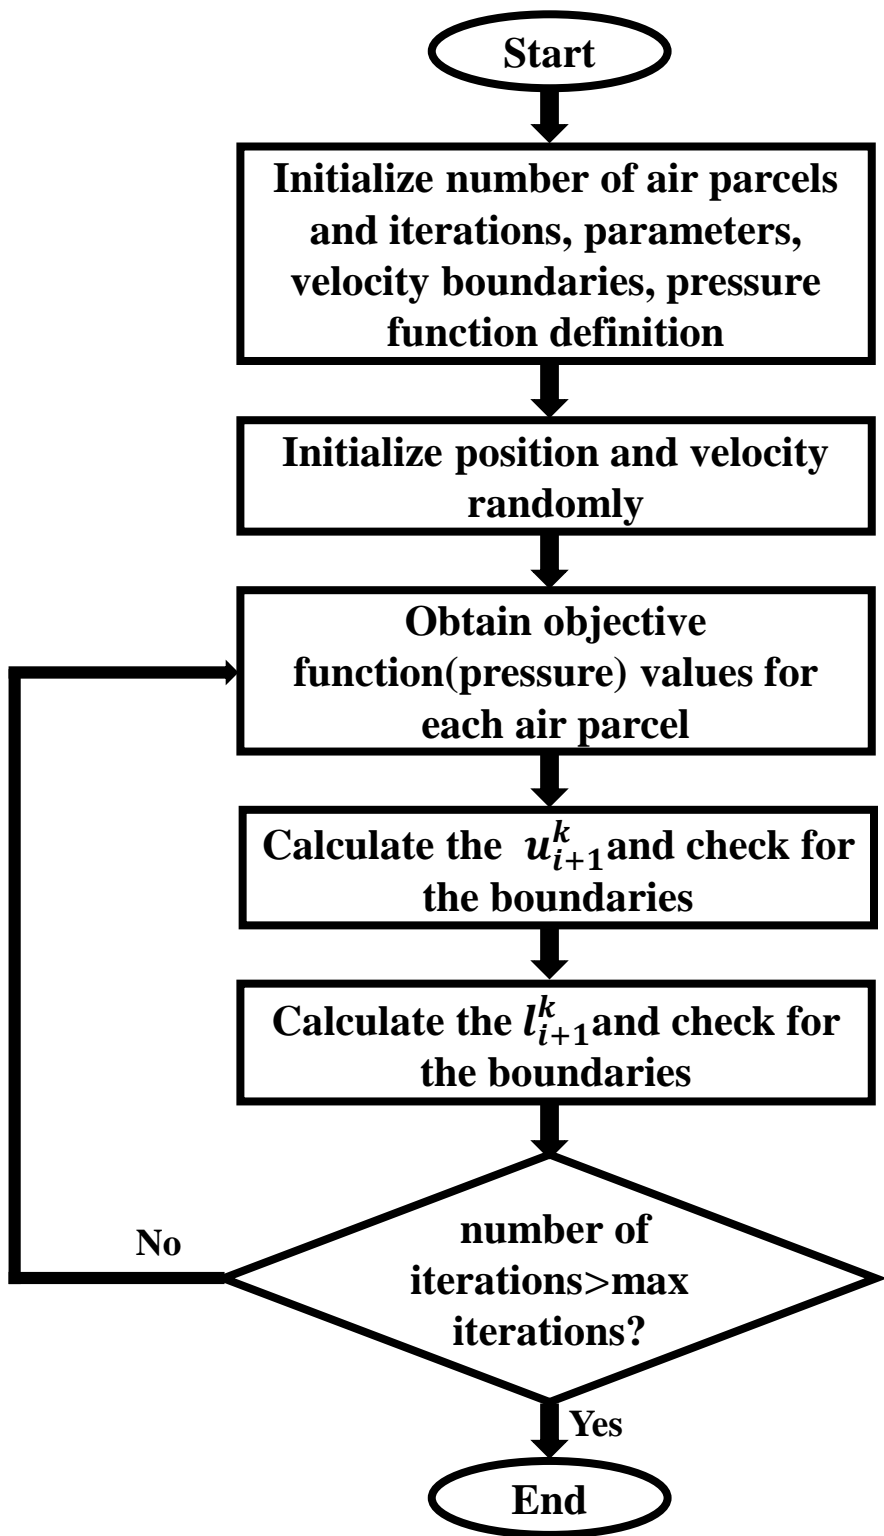 Start
Initialize number of air parcels
and iterations, parameters,
velocity boundaries, pressure
function definition
Initialize position and velocity
randomly
Obtain objective
function(pressure) values for
each air parcel
Calculate the $u_{i+1}^{k}$ and check for
the boundaries
Calculate the $l_{i+1}^{k}$ and check for
the boundaries
No
number of
iterations>max
iterations?
Yes
End